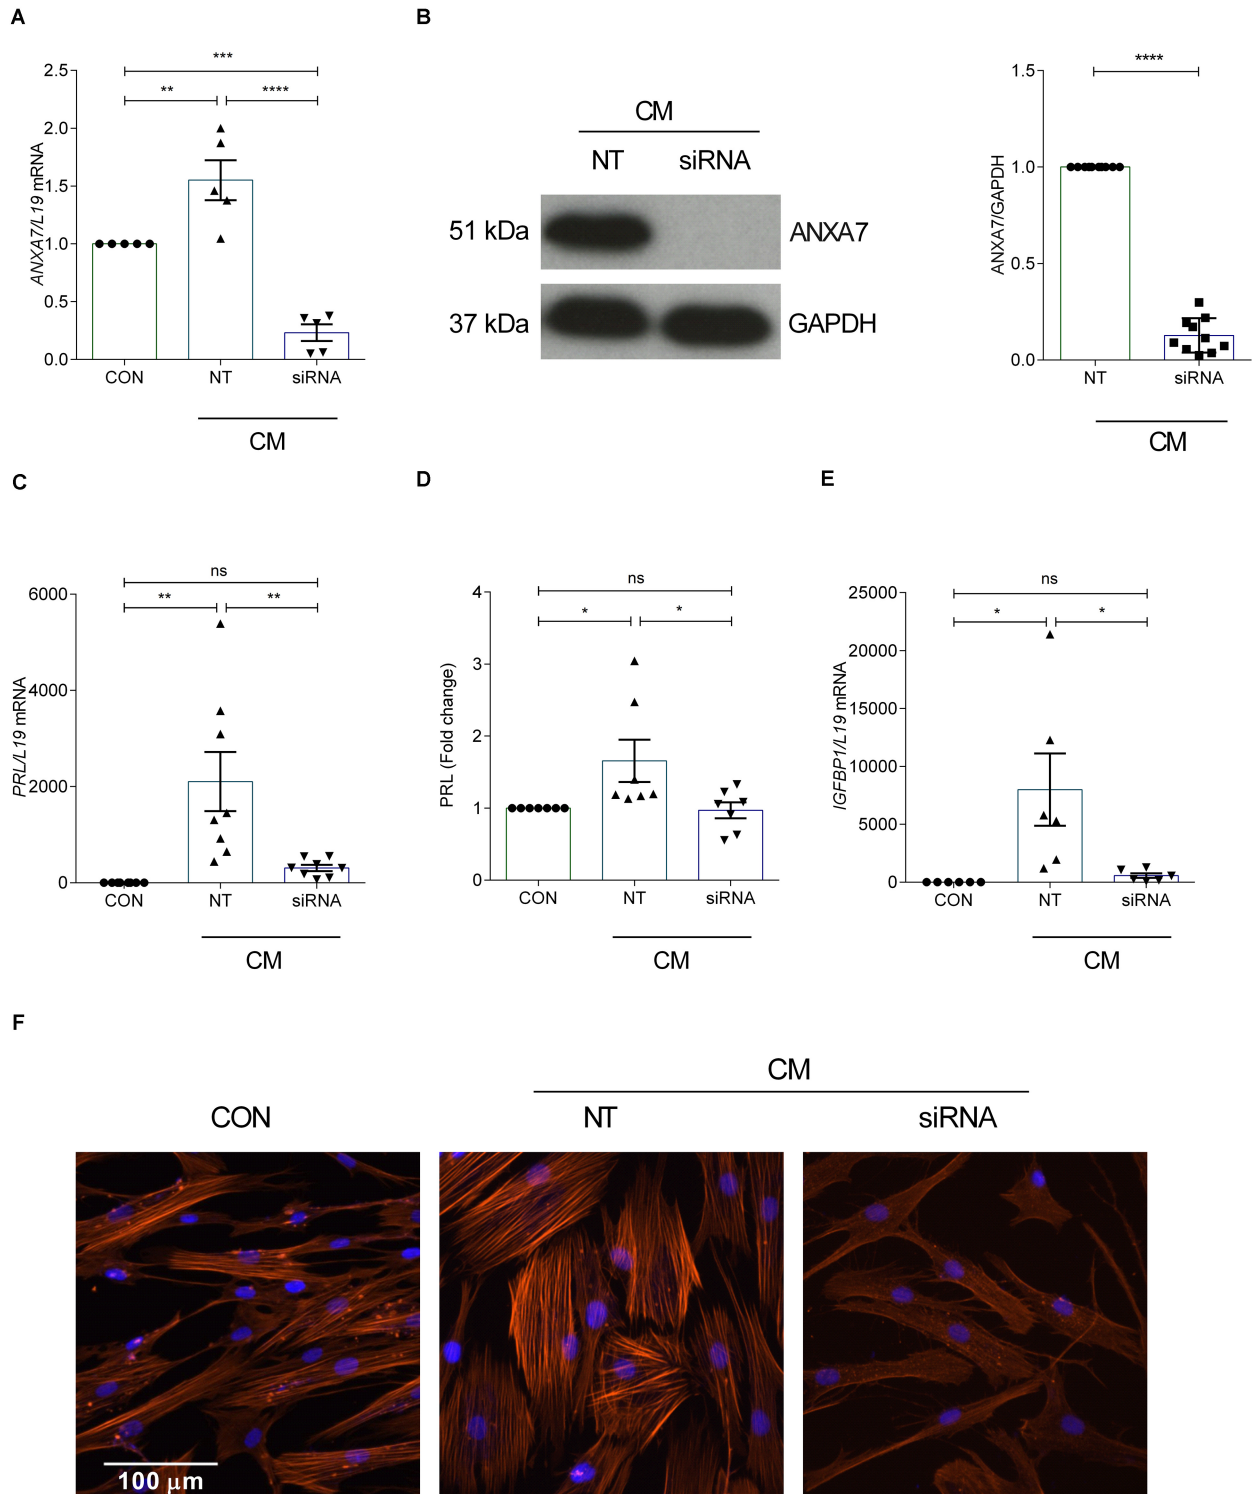 A
***
**
****
2.5
2.0
1.5
1.0
0.5
0.0
ANXA7/L19 mRNA
CON
NT
siRNA
CM
B
CM
NT
siRNA
51 kDa
ANXA7
37 kDa
GAPDH
****
1.5
1.0
0.5
0.0
ANXA7/GAPDH
NT
siRNA
CM
C
ns
**
**
6000
4000
2000
0
PRL/L19 mRNA
CON
NT
siRNA
CM
D
ns
*
*
4
3
2
1
0
PRL (Fold change)
CON
NT
siRNA
CM
E
ns
*
*
25000
20000
15000
10000
5000
0
IGFBP1/L19 mRNA
CON
NT
siRNA
CM
F
CM
CON
NT
siRNA
100 μm